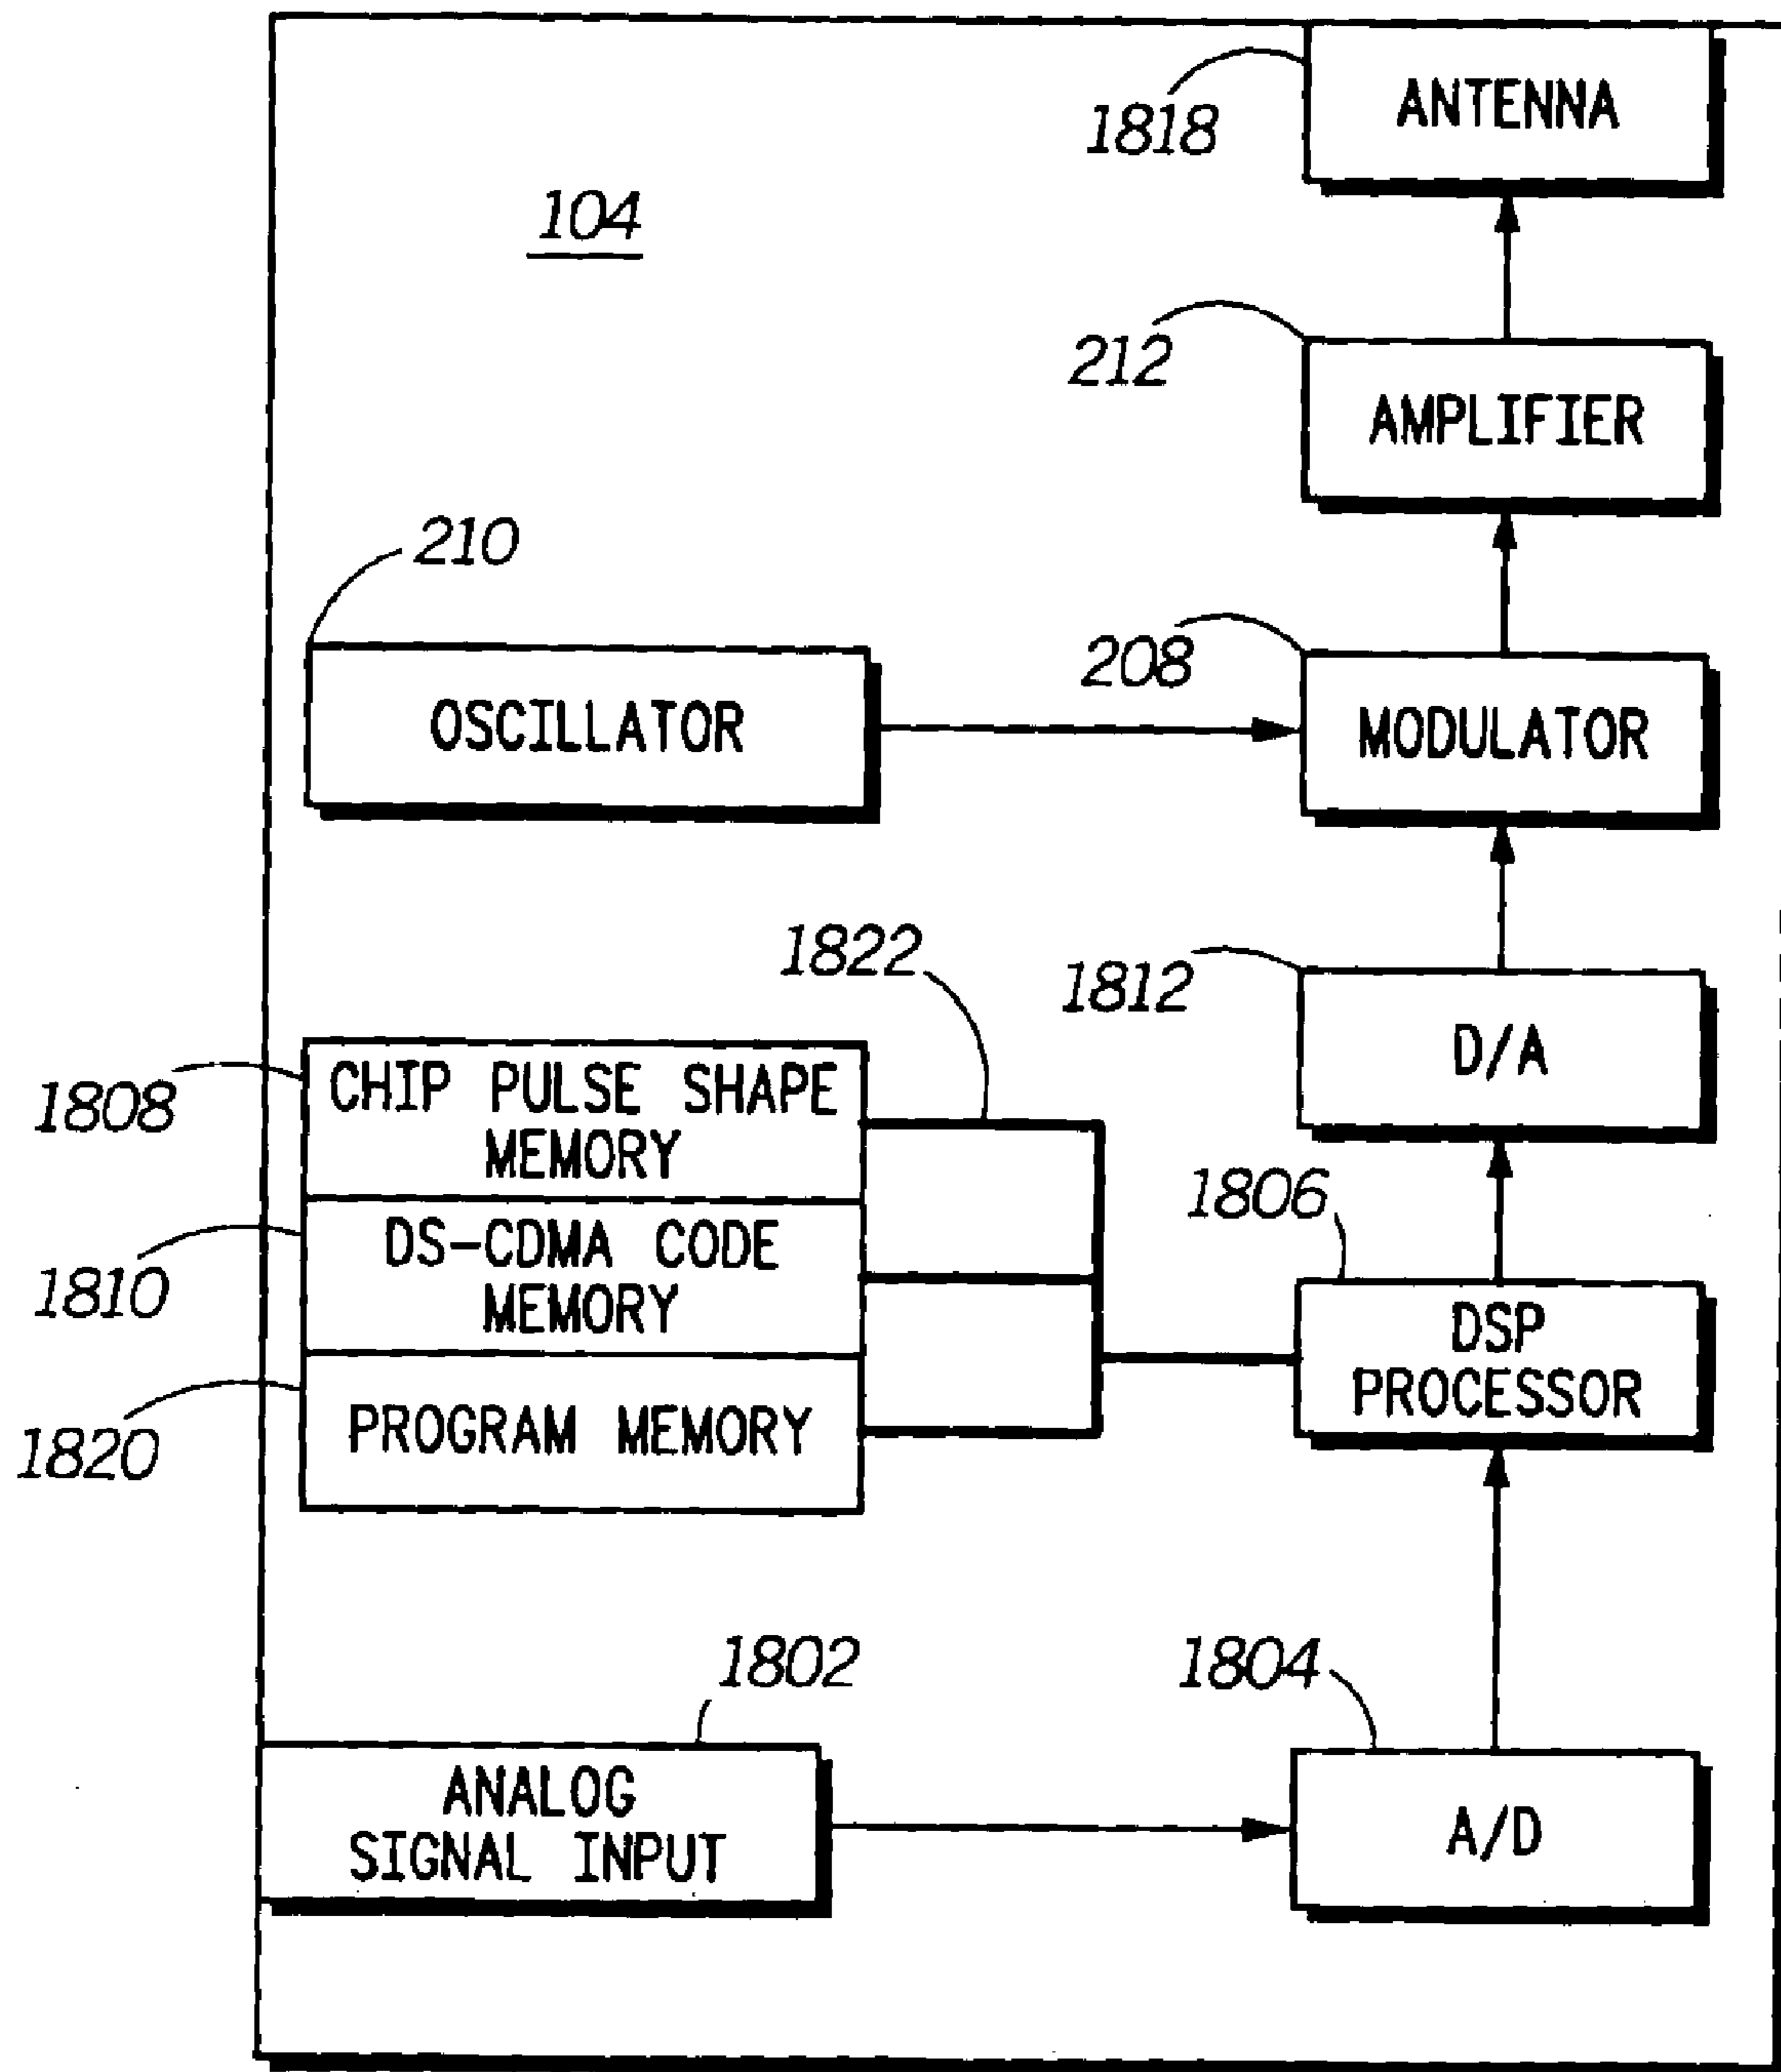 ANTENNA
1818
104
212
AMPLIFIER
210
208
OSCILLATOR
MODULATOR
1822
1812
D/A
1808
CHIP PULSE SHAPE
MEMORY
1806
1810
DS-CDMA CODE
MEMORY
DSP
PROCESSOR
1820
PROGRAM MEMORY
1802
1804
ANALOG
SIGNAL INPUT
A/D